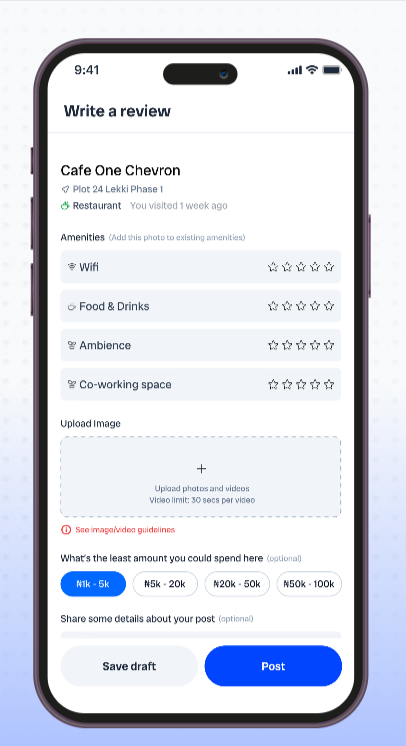 9:41
Write a review
Cafe One Chevron
Plot 24 Lekki Phase 1
Restaurant You visited 1 week ago
Amenities (Add this photo to existing amenities)
Wifi
Food & Drinks
Ambience
Co-working space
Upload Image
+
Upload photos and videos
Video limit: 30 secs per video
See image/video guidelines
What's the least amount you could spend here (optional)
₦1k - 5k ₦5k - 20k ₦20k - 50k ₦50k - 100k
Share some details about your post (optional)
Save draft Post